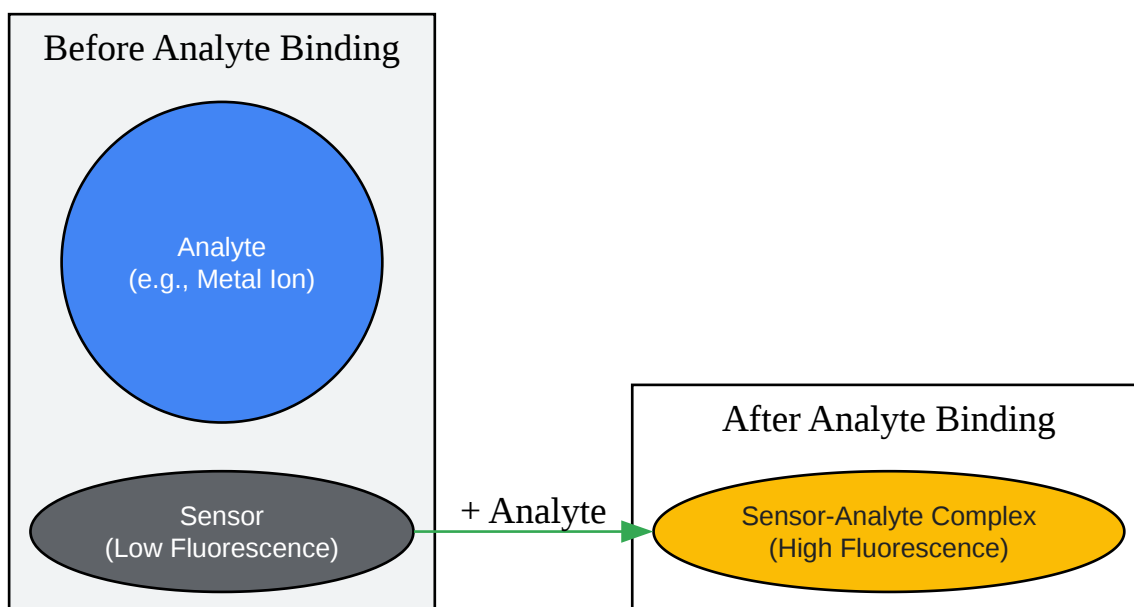 Before Analyte Binding
Analyte
(e.g., Metal Ion)
Sensor
(Low Fluorescence)
+ Analyte
After Analyte Binding
Sensor-Analyte Complex
(High Fluorescence)